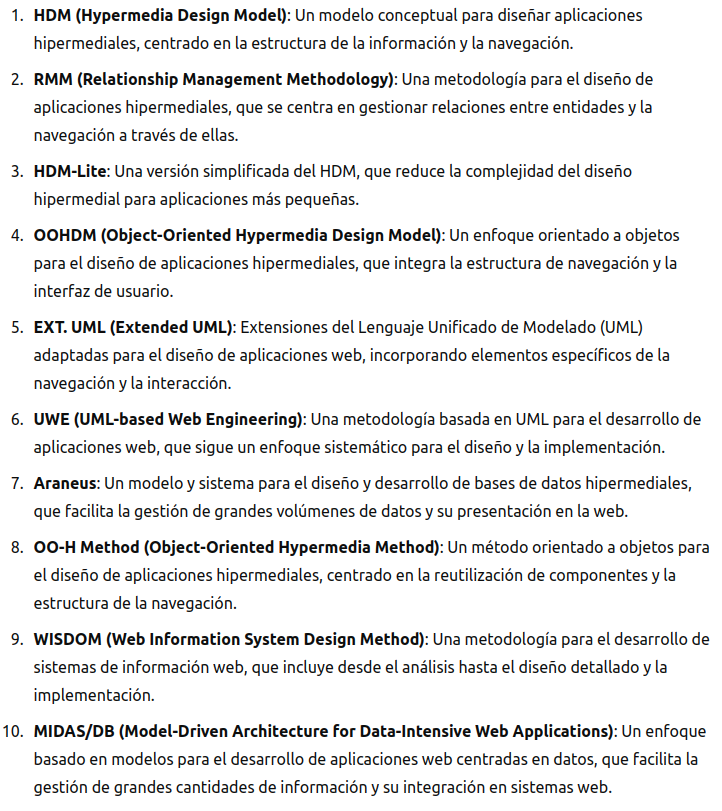 1. HDM (Hypermedia Design Model): Un modelo conceptual para diseñar aplicaciones
hipermediales, centrado en la estructura de la información y la navegación.
2. RMM (Relationship Management Methodology): Una metodología para el diseño de
aplicaciones hipermediales, que se centra en gestionar relaciones entre entidades y la
navegación a través de ellas.
3. HDM-Lite: Una versión simplificada del HDM, que reduce la complejidad del diseño
hipermedial para aplicaciones más pequeñas.
4. OOHDM (Object-Oriented Hypermedia Design Model): Un enfoque orientado a objetos
para el diseño de aplicaciones hipermediales, que integra la estructura de navegación y la
interfaz de usuario.
5. EXT. UML (Extended UML): Extensiones del Lenguaje Unificado de Modelado (UML)
adaptadas para el diseño de aplicaciones web, incorporando elementos específicos de la
navegación y la interacción.
6. UWE (UML-based Web Engineering): Una metodología basada en UML para el desarrollo de
aplicaciones web, que sigue un enfoque sistemático para el diseño y la implementación.
7. Araneus: Un modelo y sistema para el diseño y desarrollo de bases de datos hipermediales,
que facilita la gestión de grandes volúmenes de datos y su presentación en la web.
8. OO-H Method (Object-Oriented Hypermedia Method): Un método orientado a objetos para
el diseño de aplicaciones hipermediales, centrado en la reutilización de componentes y la
estructura de la navegación.
9. WISDOM (Web Information System Design Method): Una metodología para el desarrollo de
sistemas de información web, que incluye desde el análisis hasta el diseño detallado y la
implementación.
10. MIDAS/DB (Model-Driven Architecture for Data-Intensive Web Applications): Un enfoque
basado en modelos para el desarrollo de aplicaciones web centradas en datos, que facilita la
gestión de grandes cantidades de información y su integración en sistemas web.